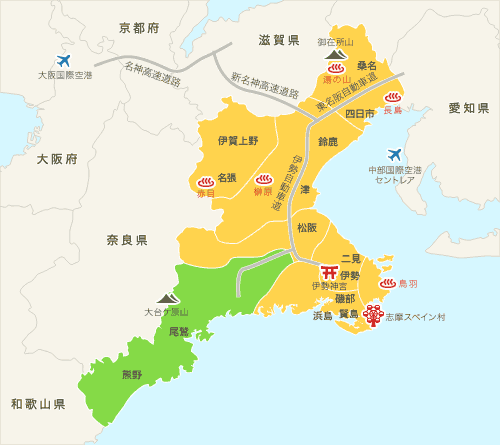 京都府
滋賀県
御在所山
桑名
大阪国際空港
名神高速道路
湯の山
新名神高速道路
東名阪自動車道
長島
愛知県
四日市
伊賀上野
鈴鹿
大阪府
中部国際空港
セントレア
伊勢自動車道
名張
赤目
榊原
津
奈良県
松阪
二見
伊勢
伊勢神宮
鳥羽
磯部
大台ケ原山
浜島
賢島
志摩スペイン村
尾鷲
熊野
和歌山県